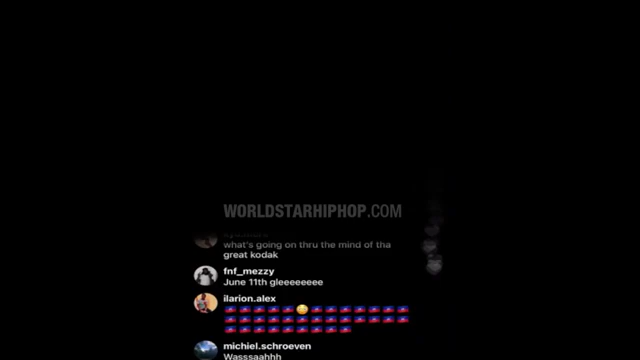 WORLDSTARHIPHOP.COM
what's going on thru the mind of tha
great kodak
fnf_mezzy
June 11th gleeeeeeee
ilarion.alex
🇭🇹🇭🇹🇭🇹🇭🇹🇭🇹😳🇭🇹🇭🇹🇭🇹🇭🇹🇭🇹🇭🇹🇭🇹
🇭🇹🇭🇹🇭🇹🇭🇹🇭🇹🇭🇹🇭🇹🇭🇹🇭🇹🇭🇹🇭🇹🇭🇹🇭🇹
🇭🇹🇭🇹🇭🇹🇭🇹🇭🇹🇭🇹🇭🇹🇭🇹🇭🇹
michiel.schroeven
Wasssaahhh